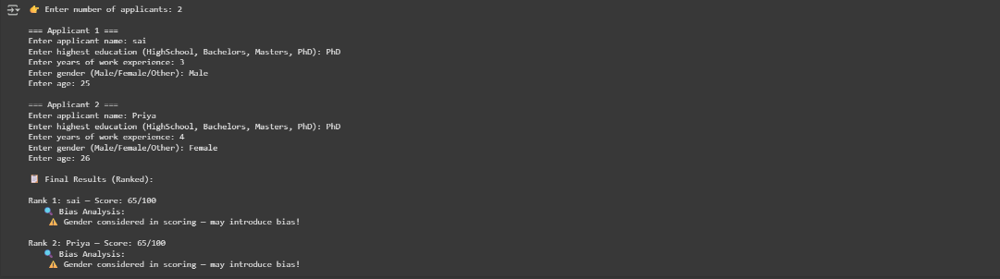 👉 Enter number of applicants: 2
=== Applicant 1 ===
Enter applicant name: sai
Enter highest education (HighSchool, Bachelors, Masters, PhD): PhD
Enter years of work experience: 3
Enter gender (Male/Female/Other): Male
Enter age: 25
=== Applicant 2 ===
Enter applicant name: Priya
Enter highest education (HighSchool, Bachelors, Masters, PhD): PhD
Enter years of work experience: 4
Enter gender (Male/Female/Other): Female
Enter age: 26
📋 Final Results (Ranked):
Rank 1: sai — Score: 65/100
🔍 Bias Analysis:
⚠️ Gender considered in scoring — may introduce bias!
Rank 2: Priya — Score: 65/100
🔍 Bias Analysis:
⚠️ Gender considered in scoring — may introduce bias!